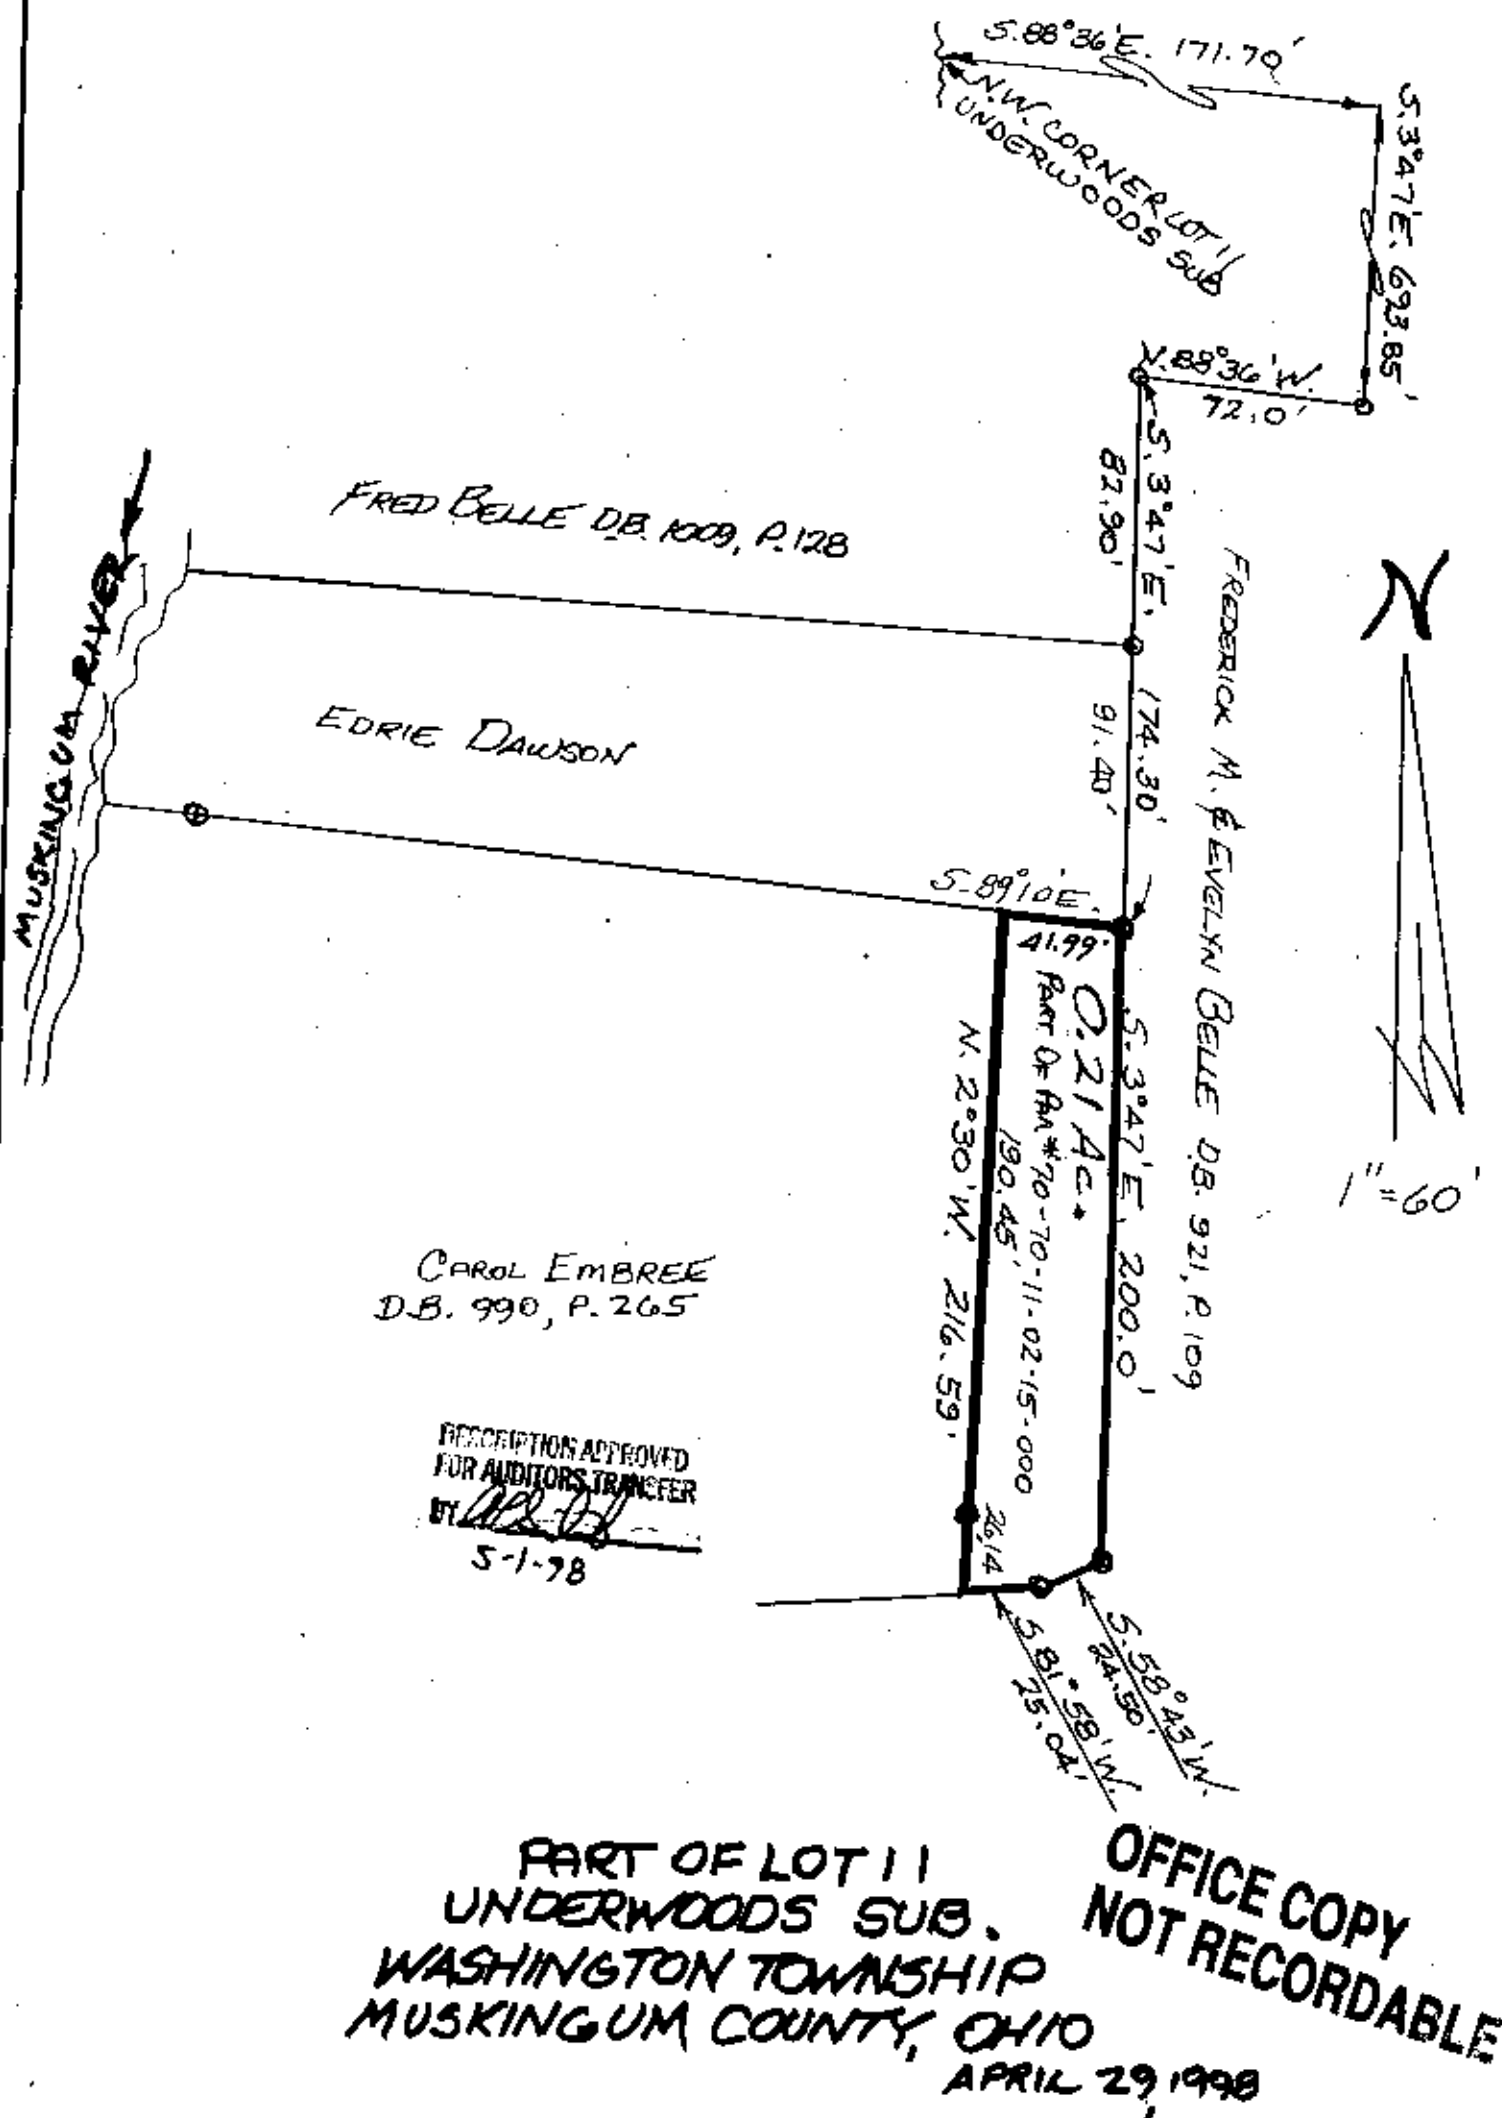 S. 88°36'E. 171.70'
N.W. CORNER LOT 11
UNDERWOODS SUB
S. 3°47'E. 693.85'
N. 88°36'W.
72.0'
S. 3°47'E. 174.30'
82.90'
91.40'
FRED BELLE D.B. 1009, P. 128
FREDERICK M. & EVELYN BELLE D.B. 921, P. 109
N
1"=60'
MUSKINGUM RIVER
EDRIE DAWSON
S. 89°10'E.
41.99'
0.21 Ac.*
PART OF PAR*70-70-11-02-15-000
S. 3°47'E. 200.0'
190.45'
N. 2°30'W. 216.59'
26.14
CAROL EMBREE
D.B. 990, P. 265
DESCRIPTION APPROVED
FOR AUDITORS TRANSFER
BY
5-1-98
S. 58°43'W.
24.50'
S 81°58'W.
25.04'
PART OF LOT 11
UNDERWOODS SUB.
WASHINGTON TOWNSHIP
MUSKINGUM COUNTY, OHIO
APRIL 29, 1998
OFFICE COPY
NOT RECORDABLE